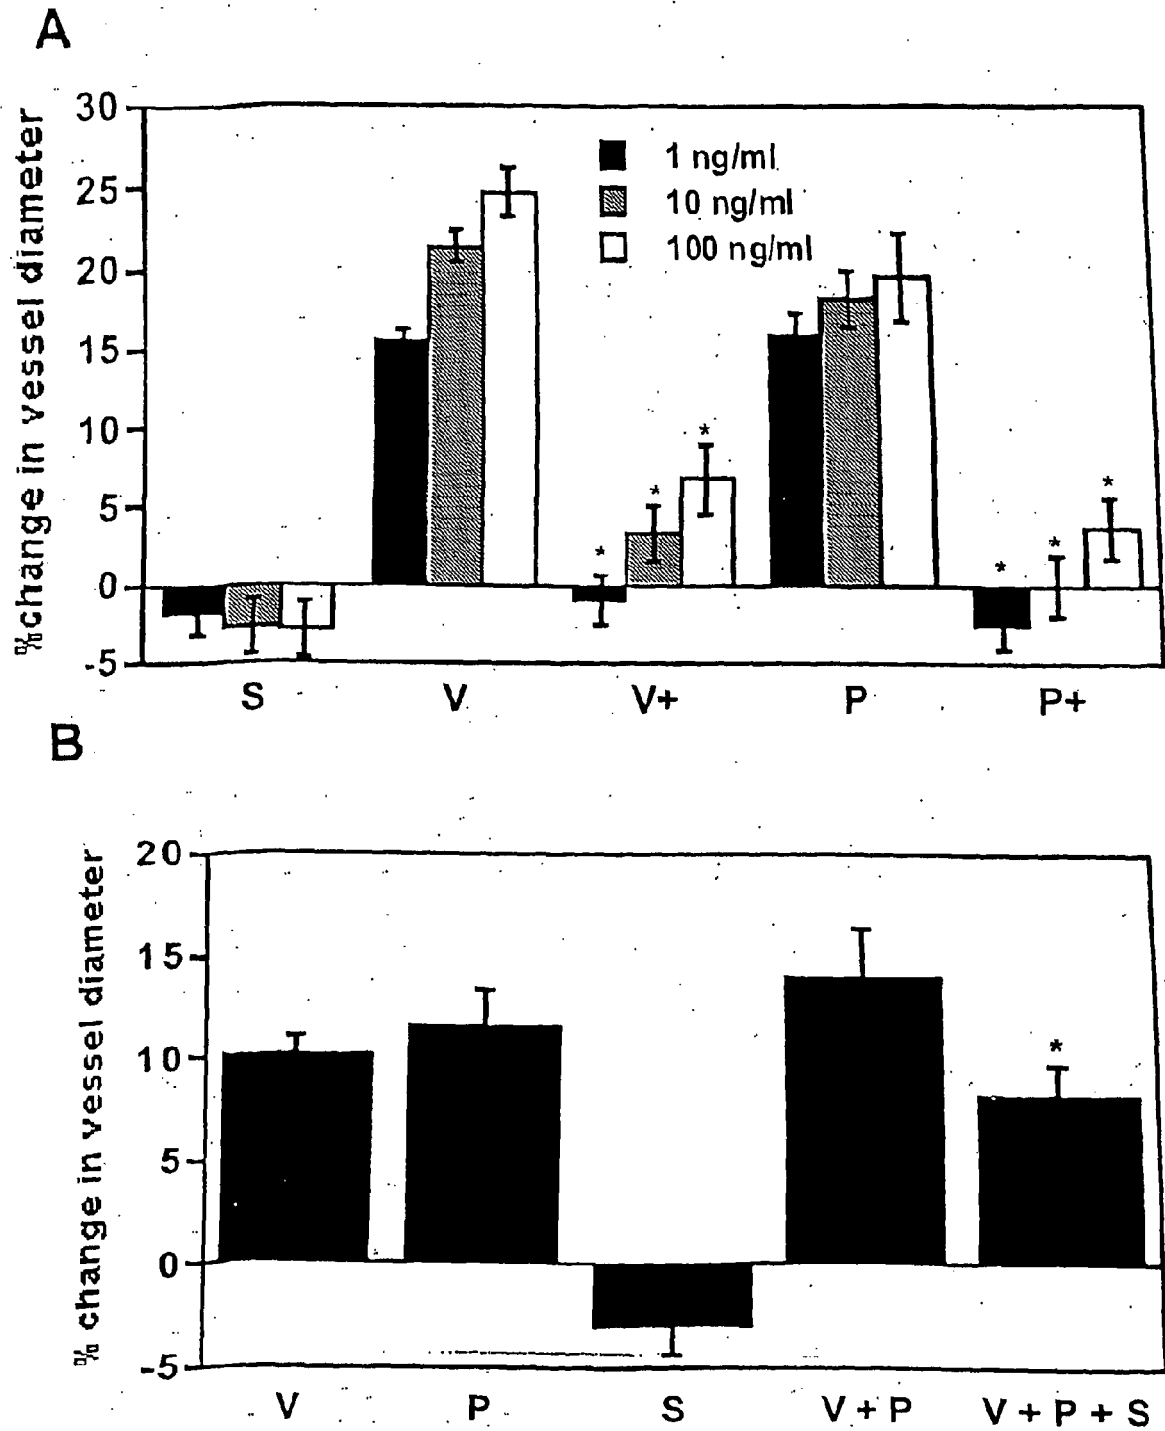 A
% change in vessel diameter
30
25
20
15
10
5
0
-5
1 ng/ml
10 ng/ml
100 ng/ml
*
*
*
*
*
*
S V V+ P P+
B
% change in vessel diameter
20
15
10
5
0
-5
*
V P S V + P V + P + S